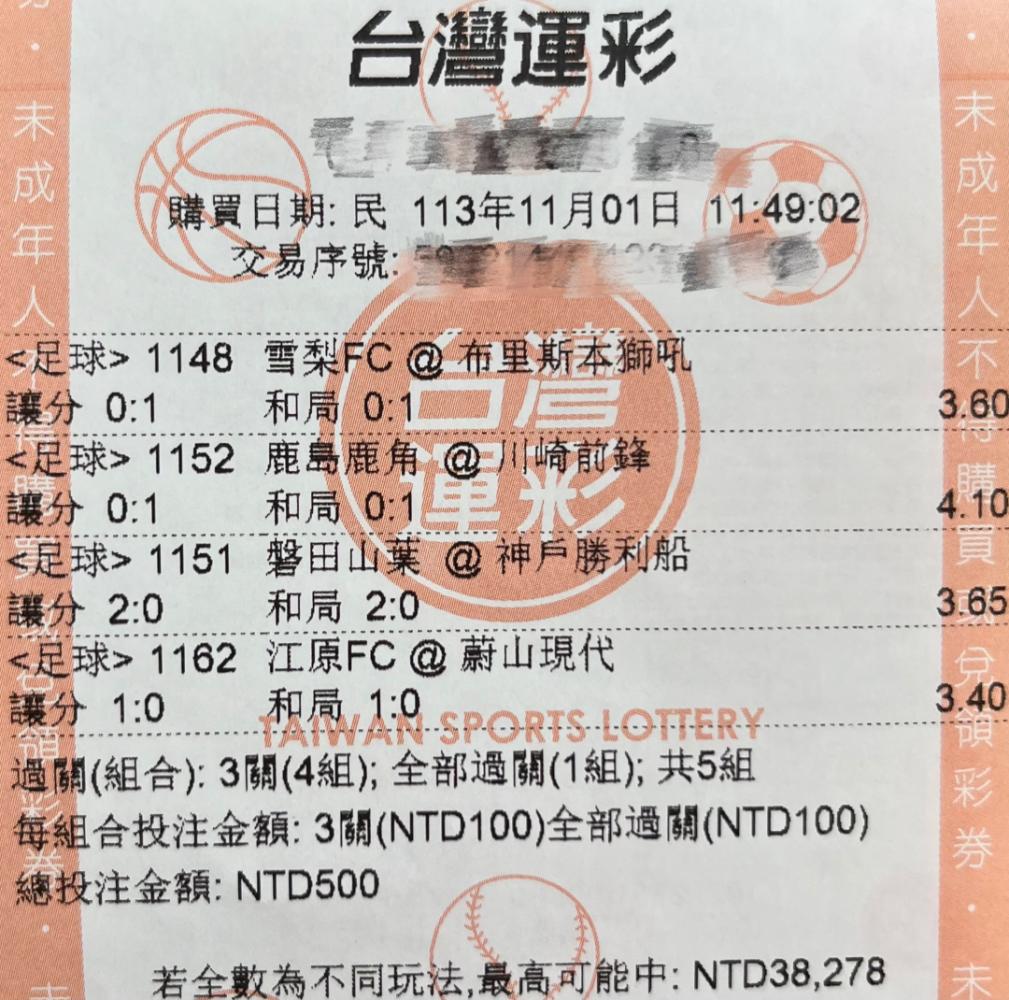 台灣運彩
購買日期: 民 113年11月01日 11:49:02
交易序號:
<足球> 1148 雪梨FC @ 布里斯本獅吼
讓分 0:1 和局 0:1 3.60
<足球> 1152 鹿島鹿角 @ 川崎前鋒
讓分 0:1 和局 0:1 4.10
<足球> 1151 磐田山葉 @ 神戶勝利船
讓分 2:0 和局 2:0 3.65
<足球> 1162 江原FC @ 蔚山現代
讓分 1:0 和局 1:0 3.40
台灣
運彩
TAIWAN SPORTS LOTTERY
過關(組合): 3關(4組); 全部過關(1組); 共5組
每組合投注金額: 3關(NTD100)全部過關(NTD100)
總投注金額: NTD500
若全數為不同玩法,最高可能中: NTD38,278
未成年人不得購買或兌領彩券
未成年人不得購買或兌領彩券